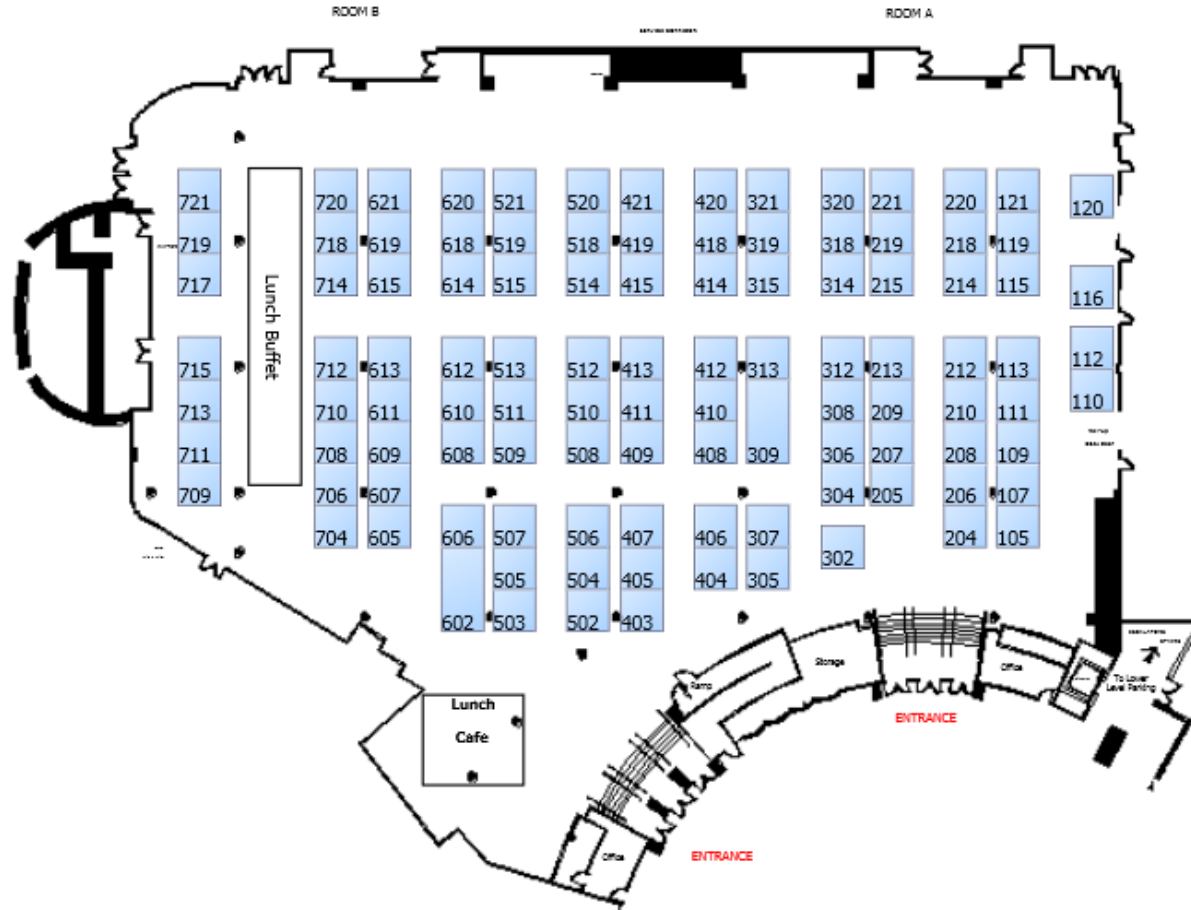 ROOM B ROOM A
721 720 621 620 521 520 421 420 321 320 221 220 121 120
719 718 619 618 519 518 419 418 319 318 219 218 119
717 714 615 614 515 514 415 414 315 314 215 214 115 116
Lunch Buffet
715 712 613 612 513 512 413 412 313 312 213 212 113 112
713 710 611 610 511 510 411 410 308 209 210 111 110
711 708 609 608 509 508 409 408 309 306 207 208 109
709 706 607 304 205 206 107
704 605 606 507 506 407 406 307 302 204 105
505 504 405 404 305
602 503 502 403
Ramp Storage Office To Lower
Level Parking
Lunch
Cafe
ENTRANCE
Office ENTRANCE